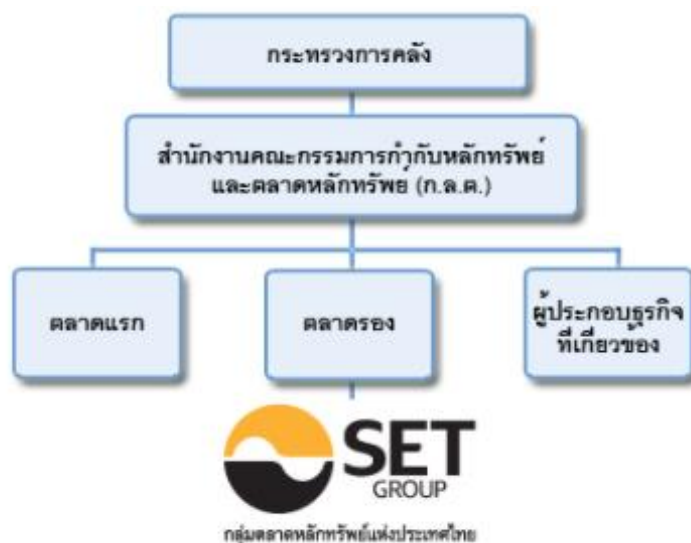 กระทรวงการคลัง
สำนักงานคณะกรรมการกำกับหลักทรัพย์
และตลาดหลักทรัพย์ (ก.ล.ต.)
ตลาดแรก
ตลาดรอง
ผู้ประกอบธุรกิจ
ที่เกี่ยวข้อง
SET
GROUP
กลุ่มตลาดหลักทรัพย์แห่งประเทศไทย